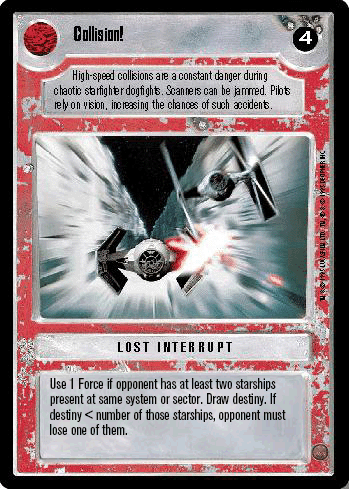 Collision!
4
High-speed collisions are a constant danger during
chaotic starfighter dogfights. Scanners can be jammed. Pilots
rely on vision, increasing the chances of such accidents.
LOST INTERRUPT
Use 1 Force if opponent has at least two starships
present at same system or sector. Draw destiny. If
destiny < number of those starships, opponent must
lose one of them.